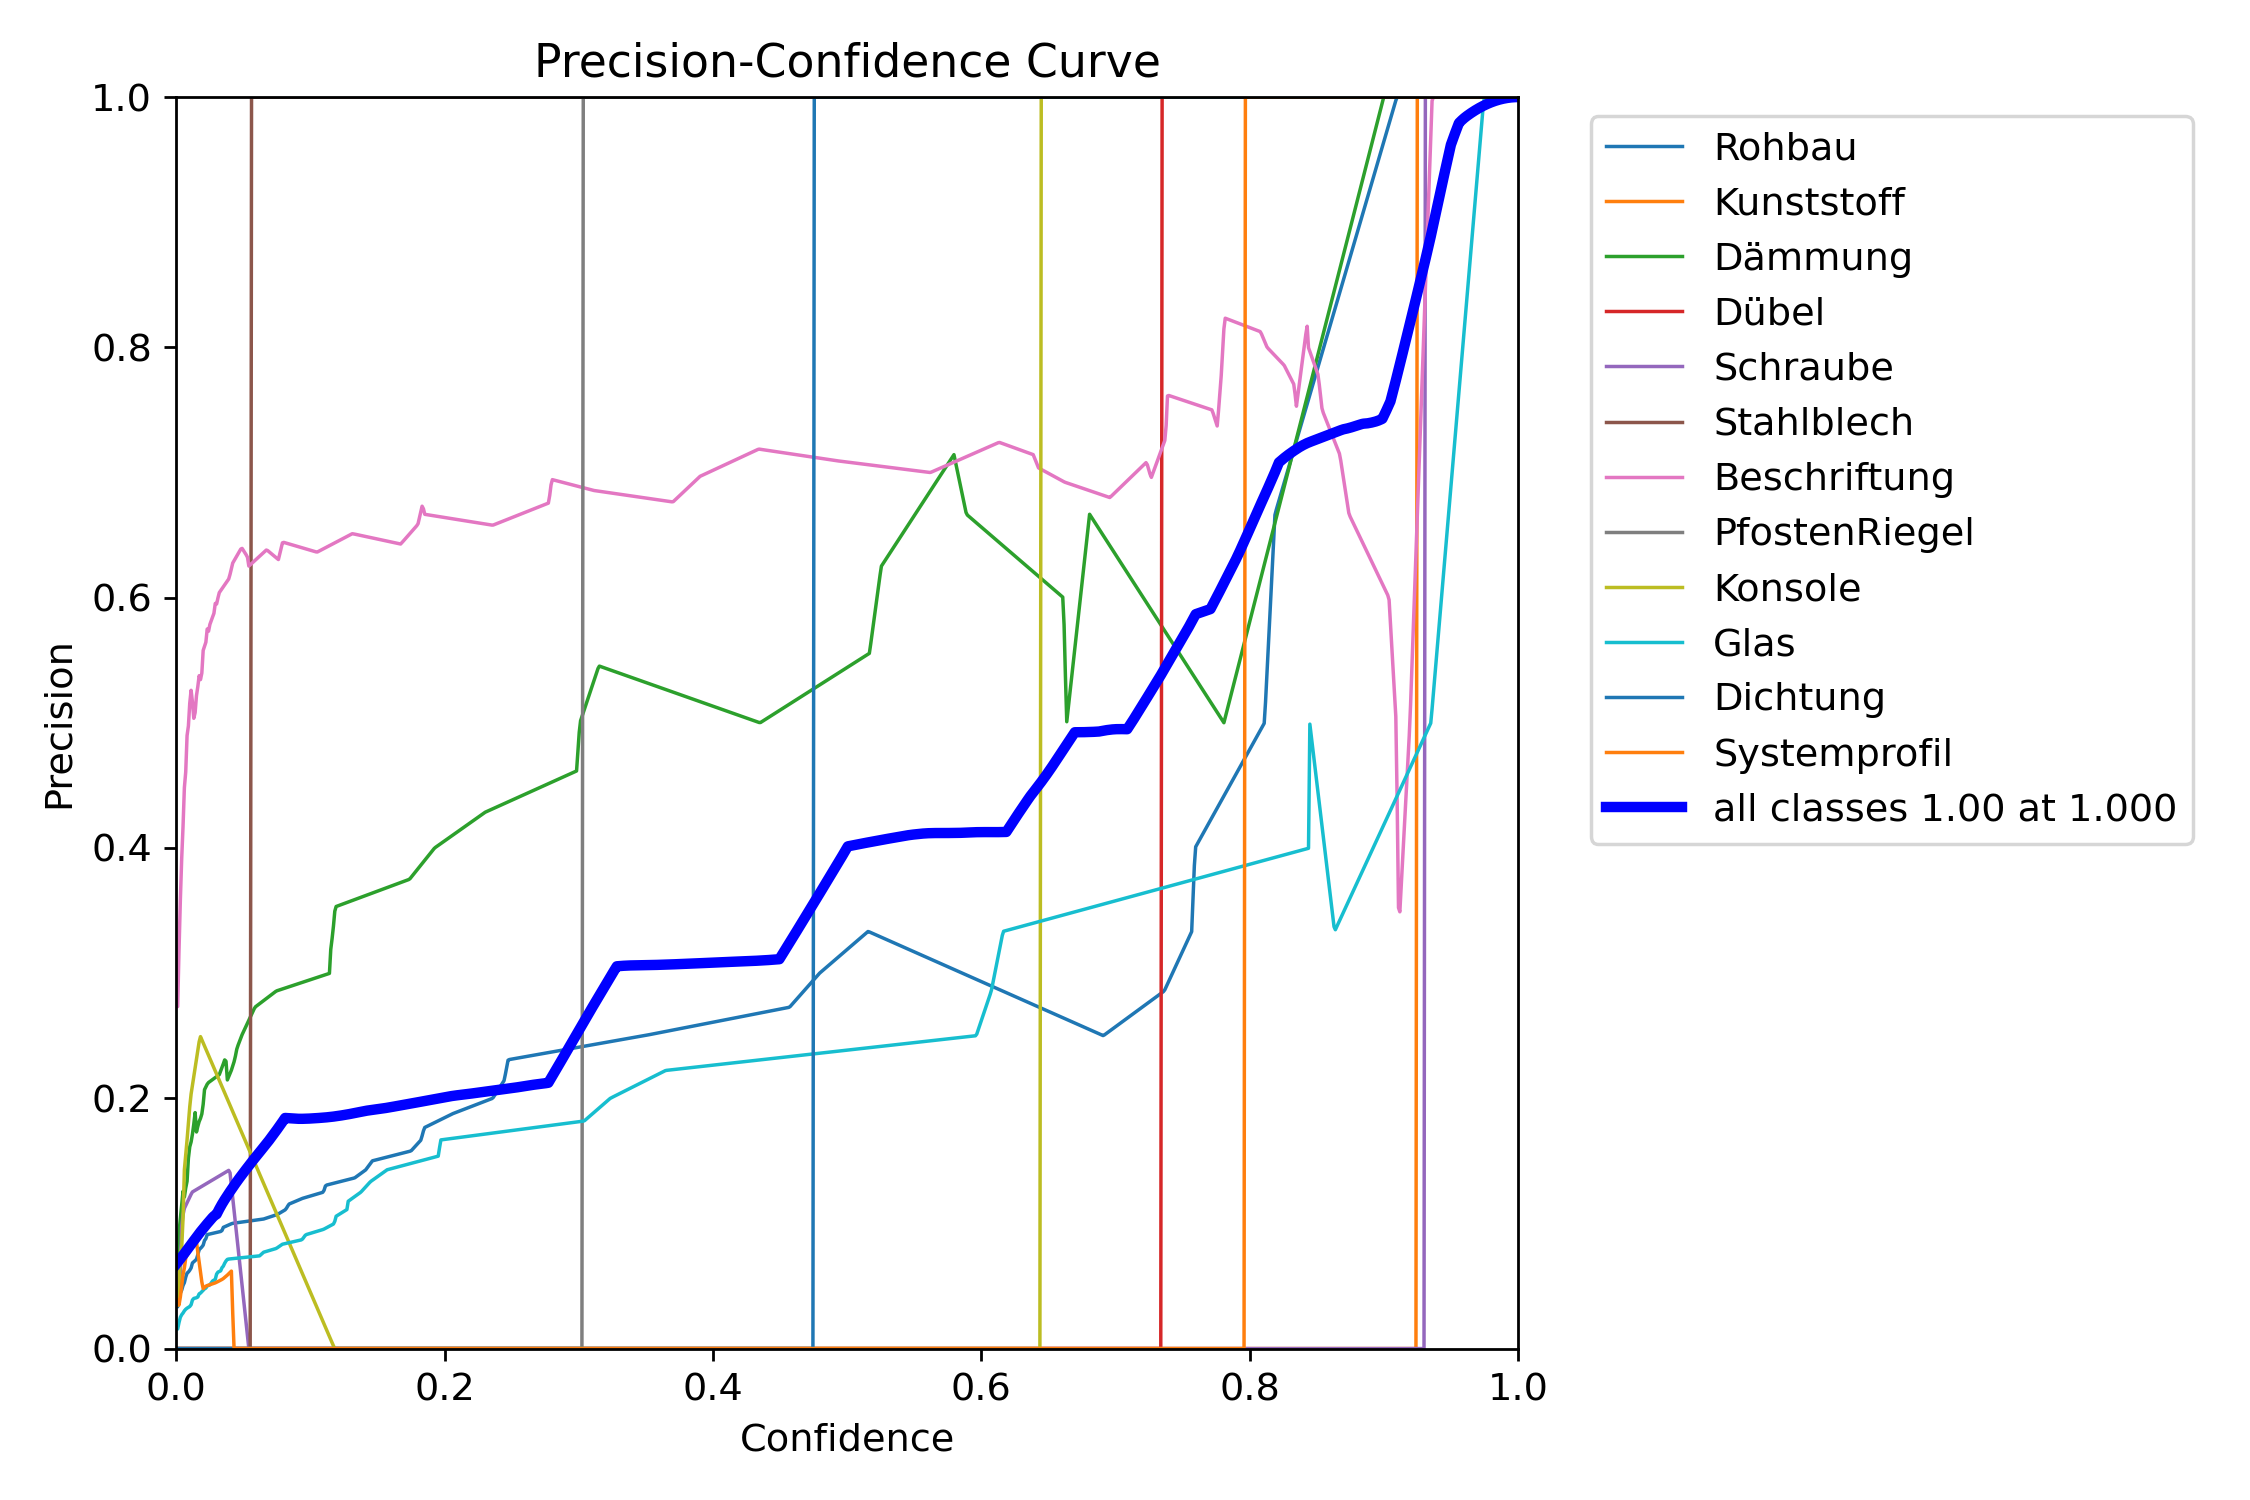 Precision-Confidence Curve
1.0
0.8
0.6
0.4
0.2
0.0
Precision
0.0 0.2 0.4 0.6 0.8 1.0
Confidence
Rohbau
Kunststoff
Dämmung
Dübel
Schraube
Stahlblech
Beschriftung
PfostenRiegel
Konsole
Glas
Dichtung
Systemprofil
all classes 1.00 at 1.000